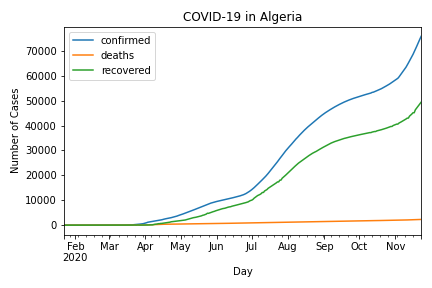 COVID-19 in Algeria
confirmed
deaths
recovered
Number of Cases
70000
60000
50000
40000
30000
20000
10000
0
Feb Mar Apr May Jun Jul Aug Sep Oct Nov
2020
Day